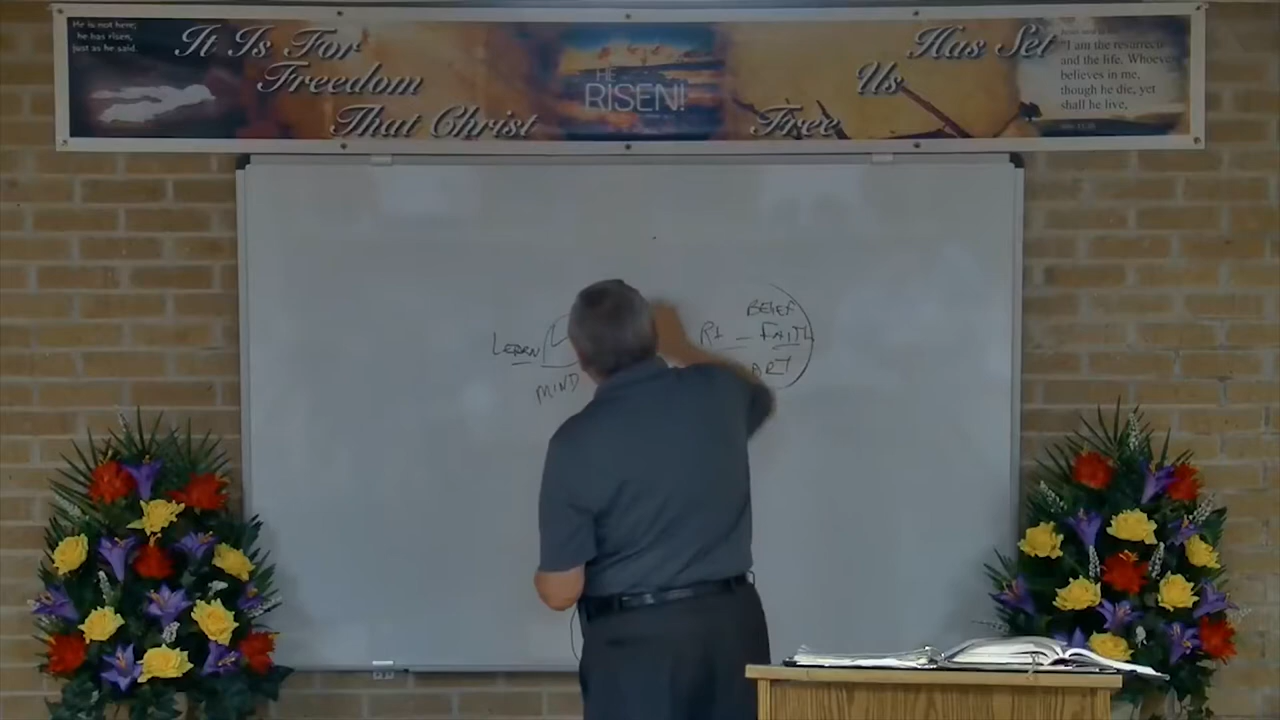 He is not here;
he has risen,
just as he said.
It Is For
Freedom
That Christ
HE
RISEN!
Has Set
Us
Free
"I am the resurrecti
and the life. Whoeve
believes in me,
though he die, yet
shall he live,
BELIEF
LEARN
FAITH
MIND
ART